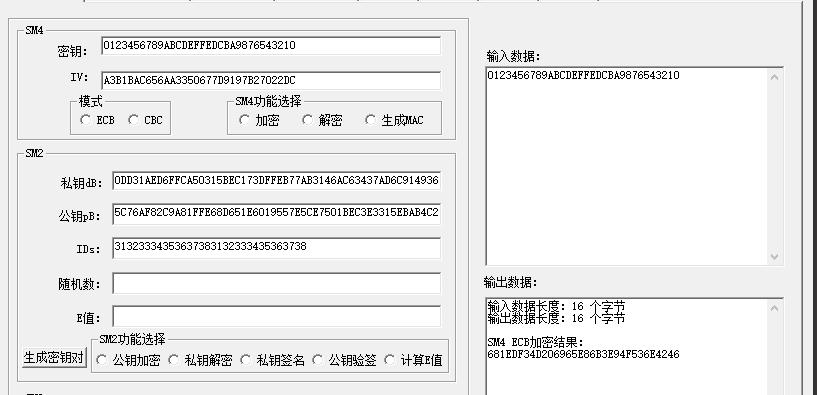 SM4
密钥: 0123456789ABCDEFFEDCBA9876543210
IV: A3B1BAC656AA3350677D9197B27022DC
模式
ECB CBC
SM4功能选择
加密 解密 生成MAC
SM2
私钥dB: 0DD31AED6FFCA50315BEC173DFFEB77AB3146AC63437AD6C914936
公钥pB: 5C76AF82C9A81FFE68D651E6019557E5CE7501BEC3E3315EBAB4C2
IDs: 31323334353637383132333435363738
随机数:
E值:
生成密钥对
SM2功能选择
公钥加密 私钥解密 私钥签名 公钥验签 计算E值
输入数据:
0123456789ABCDEFFEDCBA9876543210
输出数据:
输入数据长度: 16 个字节
输出数据长度: 16 个字节
SM4 ECB加密结果:
681EDF34D206965E86B3E94F536E4246